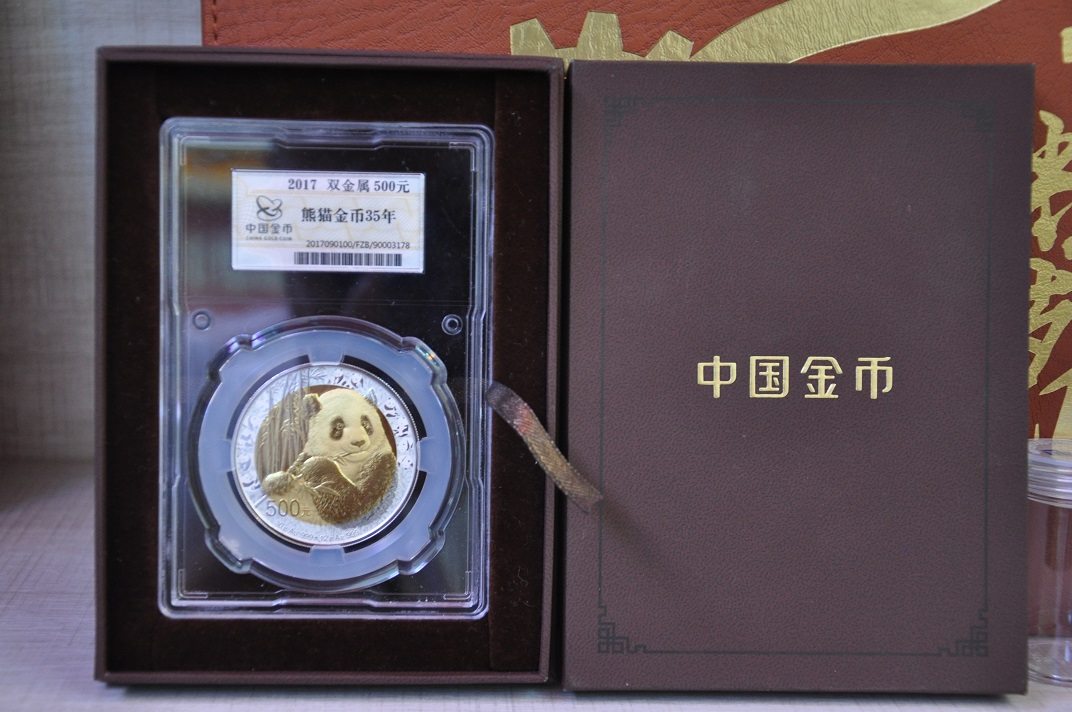 2017 双金属 500元
熊猫金币35年
中国金币
CHINA GOLD COIN
2017090100/FZB/90003178
500元
中国金币